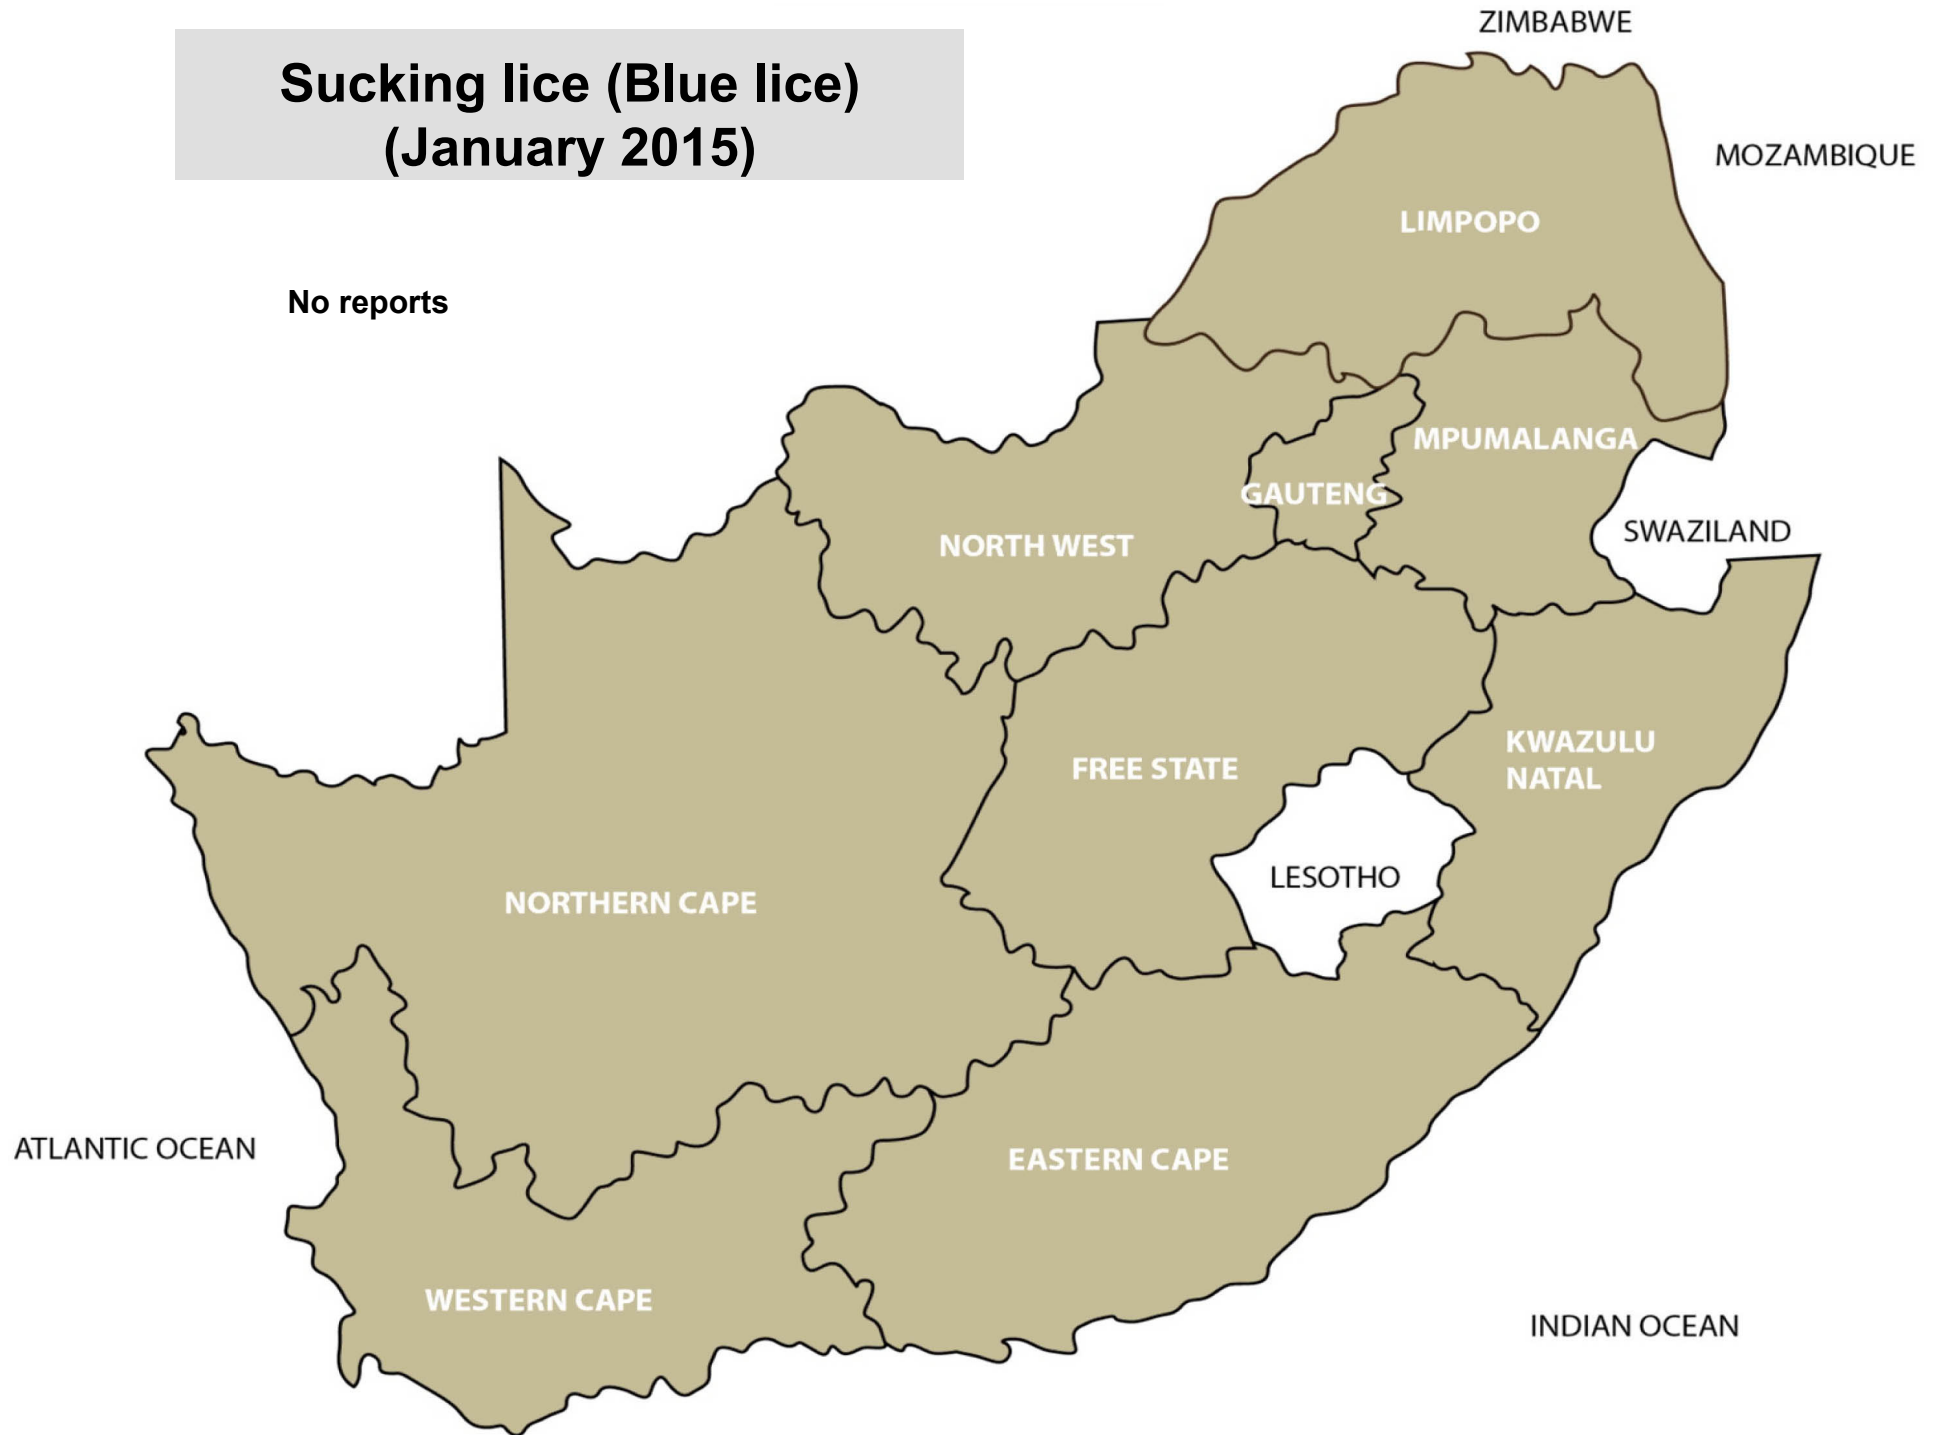 Sucking lice (Blue lice)
(January 2015)
No reports
ZIMBABWE
MOZAMBIQUE
LIMPOPO
MPUMALANGA
GAUTENG
SWAZILAND
NORTH WEST
KWAZULU
NATAL
FREE STATE
LESOTHO
NORTHERN CAPE
ATLANTIC OCEAN
EASTERN CAPE
WESTERN CAPE
INDIAN OCEAN